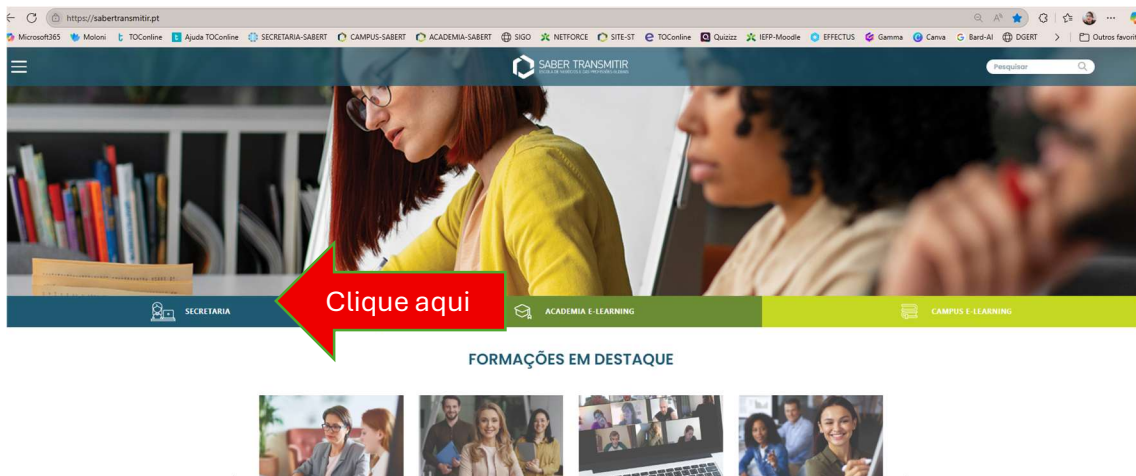 https://sabertransmitir.pt
Microsoft365 Moloni TOConline Ajuda TOConline SECRETARIA-SABERT CAMPUS-SABERT ACADEMIA-SABERT SIGO NETFORCE SITE-ST TOConline Quizizz IEFP-Moodle EFFECTUS Gamma Canva Bard-AI DGERT Outros favorit
SABER TRANSMITIR
Pesquisar
SECRETARIA
Clique aqui
ACADEMIA E-LEARNING
CAMPUS E-LEARNING
FORMAÇÕES EM DESTAQUE